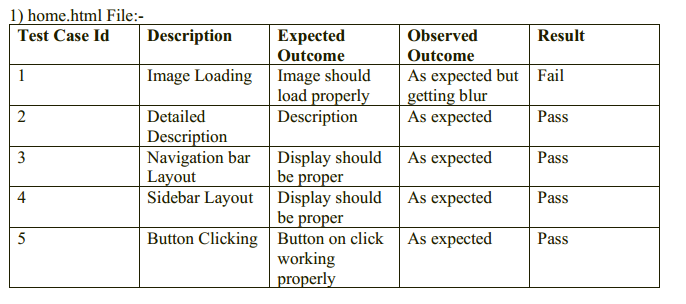 1) home.html File:-
Test Case Id Description Expected Outcome Observed Outcome Result
1 Image Loading Image should load properly As expected but getting blur Fail
2 Detailed Description Description As expected Pass
3 Navigation bar Layout Display should be proper As expected Pass
4 Sidebar Layout Display should be proper As expected Pass
5 Button Clicking Button on click working properly As expected Pass